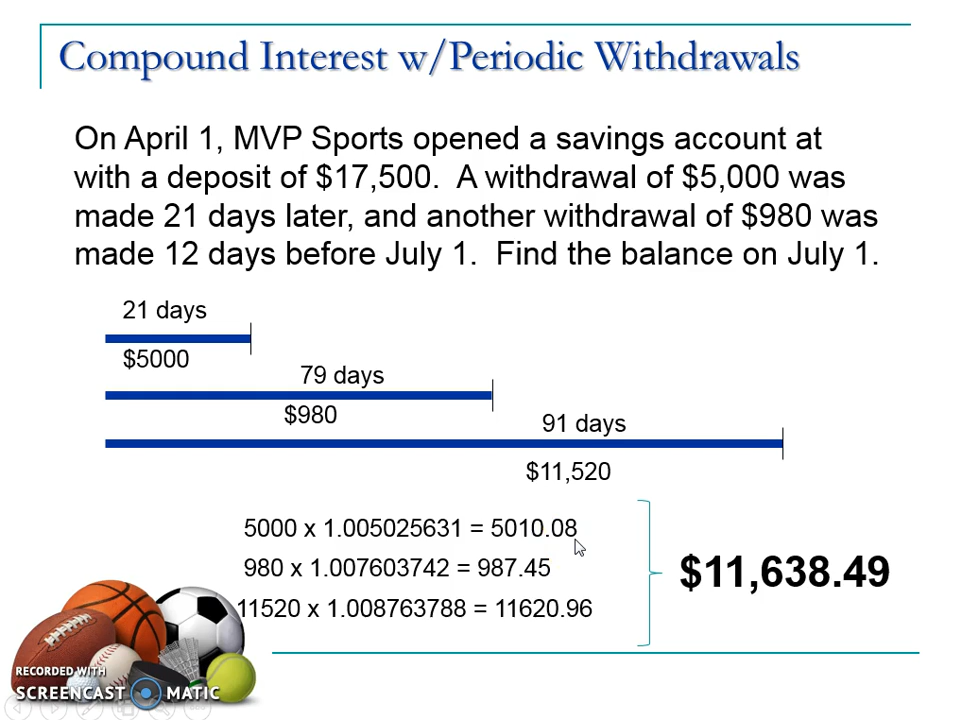 Compound Interest w/Periodic Withdrawals
On April 1, MVP Sports opened a savings account at
with a deposit of $17,500.  A withdrawal of $5,000 was
made 21 days later, and another withdrawal of $980 was
made 12 days before July 1.  Find the balance on July 1.
21 days
$5000
79 days
$980
91 days
$11,520
5000 x 1.005025631 = 5010.08
980 x 1.007603742 = 987.45
11520 x 1.008763788 = 11620.96
$11,638.49
RECORDED WITH
SCREENCAST MATIC